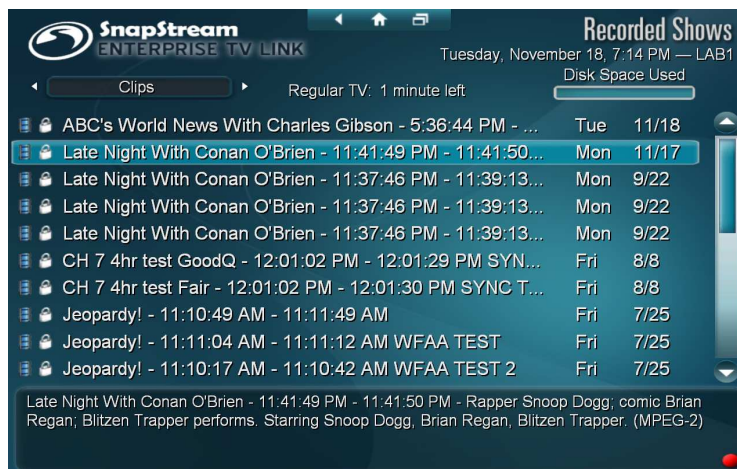 SnapStream
ENTERPRISE TV LINK
Recorded Shows
Tuesday, November 18, 7:14 PM — LAB1
Clips
Regular TV: 1 minute left
Disk Space Used
ABC's World News With Charles Gibson - 5:36:44 PM - ... Tue 11/18
Late Night With Conan O'Brien - 11:41:49 PM - 11:41:50... Mon 11/17
Late Night With Conan O'Brien - 11:37:46 PM - 11:39:13... Mon 9/22
Late Night With Conan O'Brien - 11:37:46 PM - 11:39:13... Mon 9/22
Late Night With Conan O'Brien - 11:37:46 PM - 11:39:13... Mon 9/22
CH 7 4hr test GoodQ - 12:01:02 PM - 12:01:29 PM SYN... Fri 8/8
CH 7 4hr test Fair - 12:01:02 PM - 12:01:30 PM SYNC T... Fri 8/8
Jeopardy! - 11:10:49 AM - 11:11:49 AM Fri 7/25
Jeopardy! - 11:11:04 AM - 11:11:12 AM WFAA TEST Fri 7/25
Jeopardy! - 11:10:17 AM - 11:10:42 AM WFAA TEST 2 Fri 7/25
Late Night With Conan O'Brien - 11:41:49 PM - 11:41:50 PM - Rapper Snoop Dogg; comic Brian
Regan; Blitzen Trapper performs. Starring Snoop Dogg, Brian Regan, Blitzen Trapper. (MPEG-2)